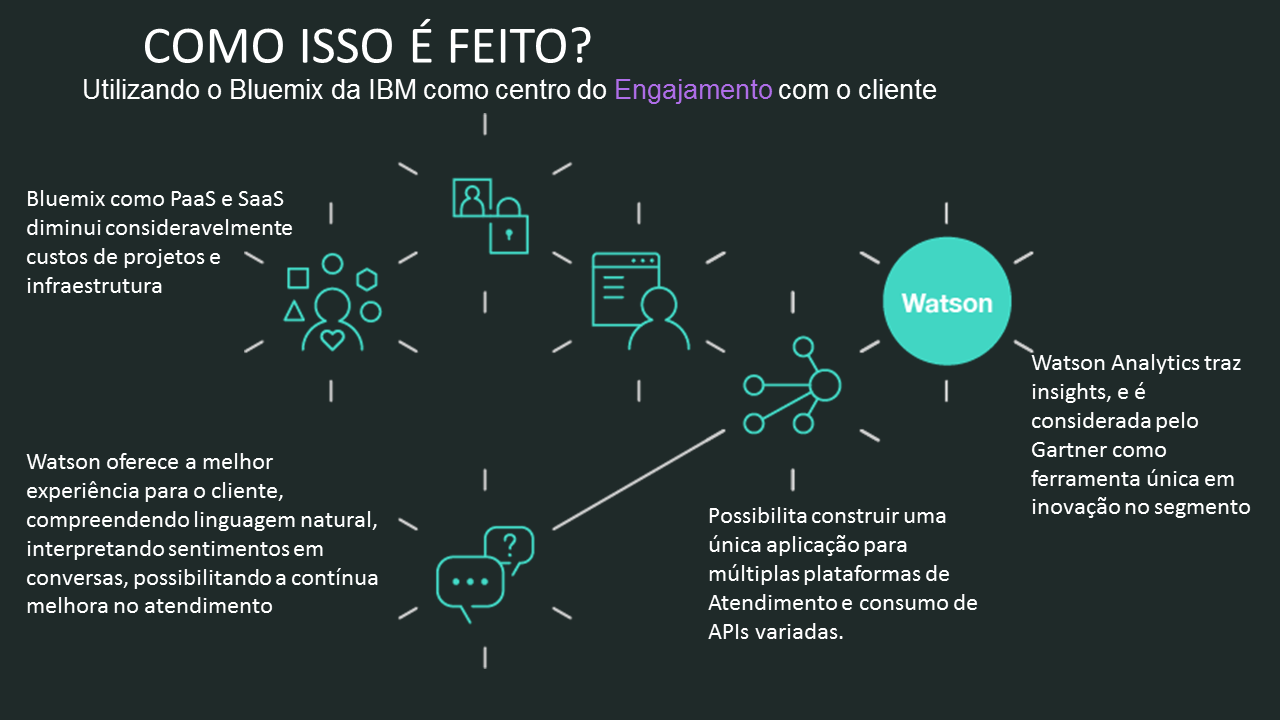 COMO ISSO É FEITO?
Utilizando o Bluemix da IBM como centro do Engajamento com o cliente
Bluemix como PaaS e SaaS
diminui consideravelmente
custos de projetos e
infraestrutura
Watson
Watson Analytics traz
insights, e é
considerada pelo
Gartner como
ferramenta única em
inovação no segmento
Watson oferece a melhor
experiência para o cliente,
compreendendo linguagem natural,
interpretando sentimentos em
conversas, possibilitando a contínua
melhora no atendimento
?
Possibilita construir uma
única aplicação para
múltiplas plataformas de
Atendimento e consumo de
APIs variadas.